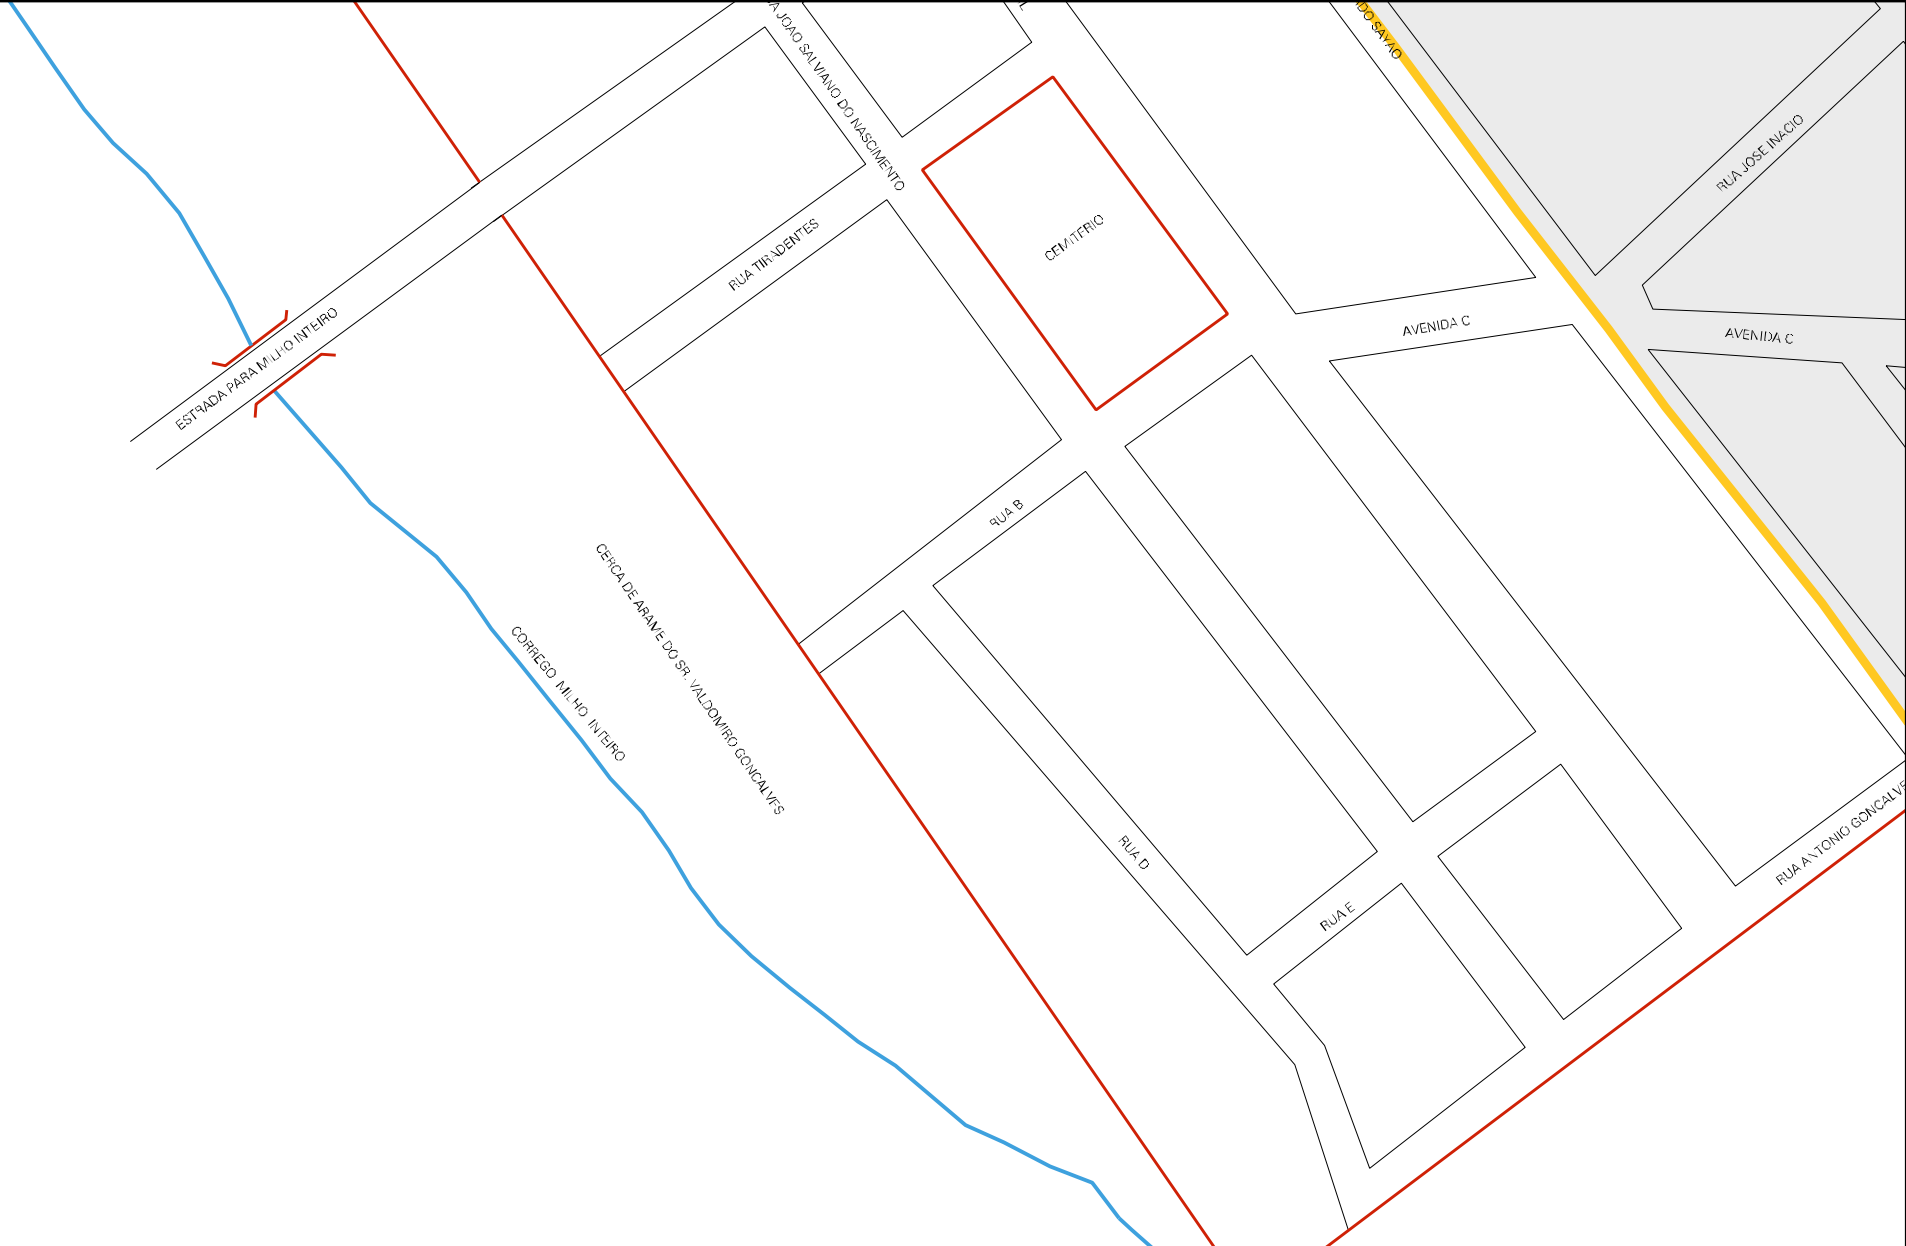 A JOAO SALVIANO DO NASCIMENTO
DO SAYAO
RUA JOSE INACIO
RUA TIRADENTES
CEMITERIO
AVENIDA C
AVENIDA C
ESTRADA PARA MILHO INTEIRO
RUA B
CERCA DE ARAME DO SR. VALDOMIRO GONCALVES
CORREGO MILHO INTEIRO
RUA D
RUA E
RUA ANTONIO GONCALVE